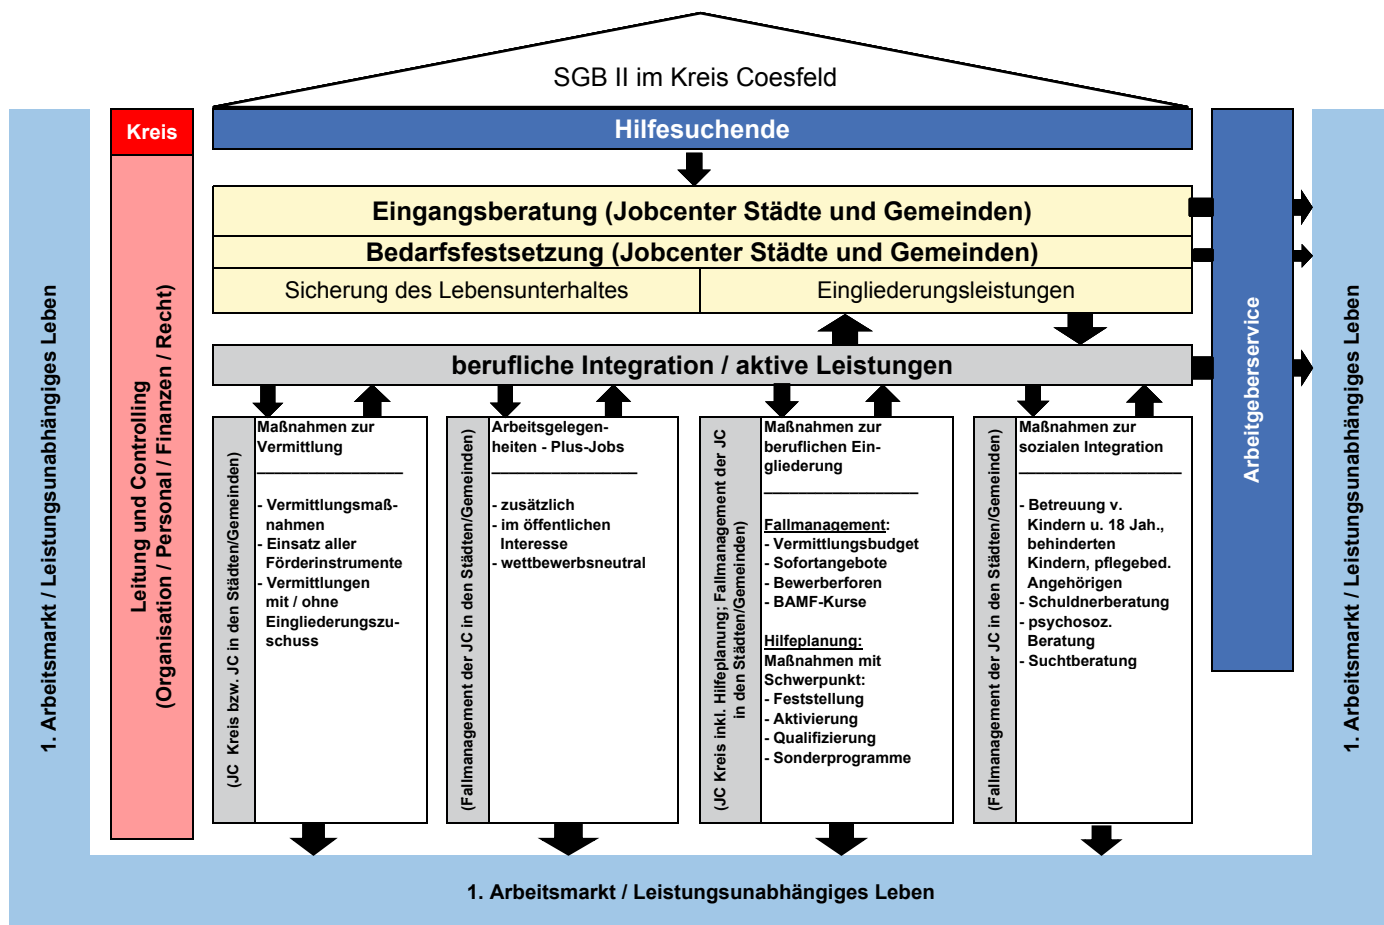 SGB II im Kreis Coesfeld
Kreis
Hilfesuchende
Eingangsberatung (Jobcenter Städte und Gemeinden)
Bedarfsfestsetzung (Jobcenter Städte und Gemeinden)
Sicherung des Lebensunterhaltes
Eingliederungsleistungen
berufliche Integration / aktive Leistungen
1. Arbeitsmarkt / Leistungsunabhängiges Leben
Leitung und Controlling
(Organisation / Personal / Finanzen / Recht)
(JC Kreis bzw. JC in den Städten/Gemeinden)
Maßnahmen zur
Vermittlung
- Vermittlungsmaß-
nahmen
- Einsatz aller
Förderinstrumente
- Vermittlungen
mit / ohne
Eingliederungszu-
schuss
(Fallmanagement der JC in den Städten/Gemeinden)
Arbeitsgelegen-
heiten - Plus-Jobs
- zusätzlich
- im öffentlichen
Interesse
- wettbewerbsneutral
(JC Kreis inkl. Hilfeplanung; Fallmanagement der JC
in den Städten/Gemeinden)
Maßnahmen zur
beruflichen Ein-
gliederung
Fallmanagement:
- Vermittlungsbudget
- Sofortangebote
- Bewerberforen
- BAMF-Kurse
Hilfeplanung:
Maßnahmen mit
Schwerpunkt:
- Feststellung
- Aktivierung
- Qualifizierung
- Sonderprogramme
(Fallmanagement der JC in den Städten/Gemeinden)
Maßnahmen zur
sozialen Integration
- Betreuung v.
Kindern u. 18 Jah.,
behinderten
Kindern, pflegebed.
Angehörigen
- Schuldnerberatung
- psychosoz.
Beratung
- Suchtberatung
Arbeitgeberservice
1. Arbeitsmarkt / Leistungsunabhängiges Leben
1. Arbeitsmarkt / Leistungsunabhängiges Leben